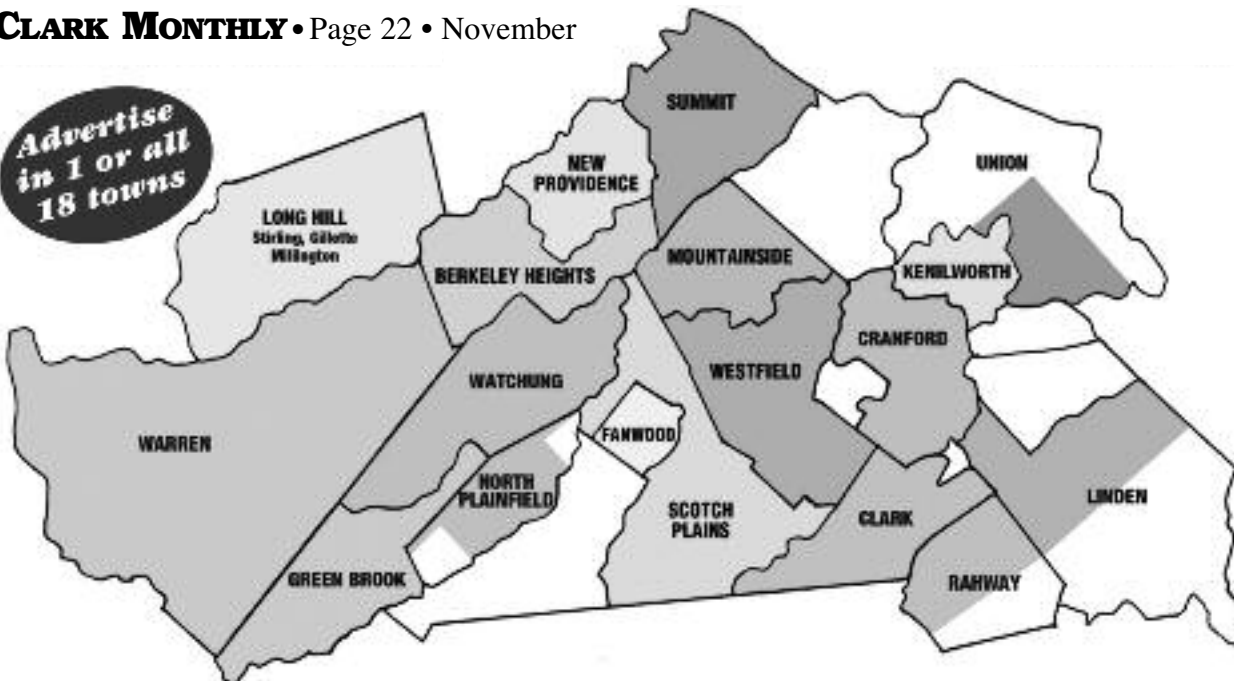 CLARK MONTHLY • Page 22 • November
Advertise
in 1 or all
18 towns
SUMMIT
NEW
PROVIDENCE
UNION
LONG HILL
Stirling, Gillette
Millington
BERKELEY HEIGHTS
MOUNTAINSIDE
KENILWORTH
CRANFORD
WATCHUNG
WESTFIELD
WARREN
FANWOOD
NORTH
PLAINFIELD
SCOTCH
PLAINS
CLARK
LINDEN
GREEN BROOK
RAHWAY